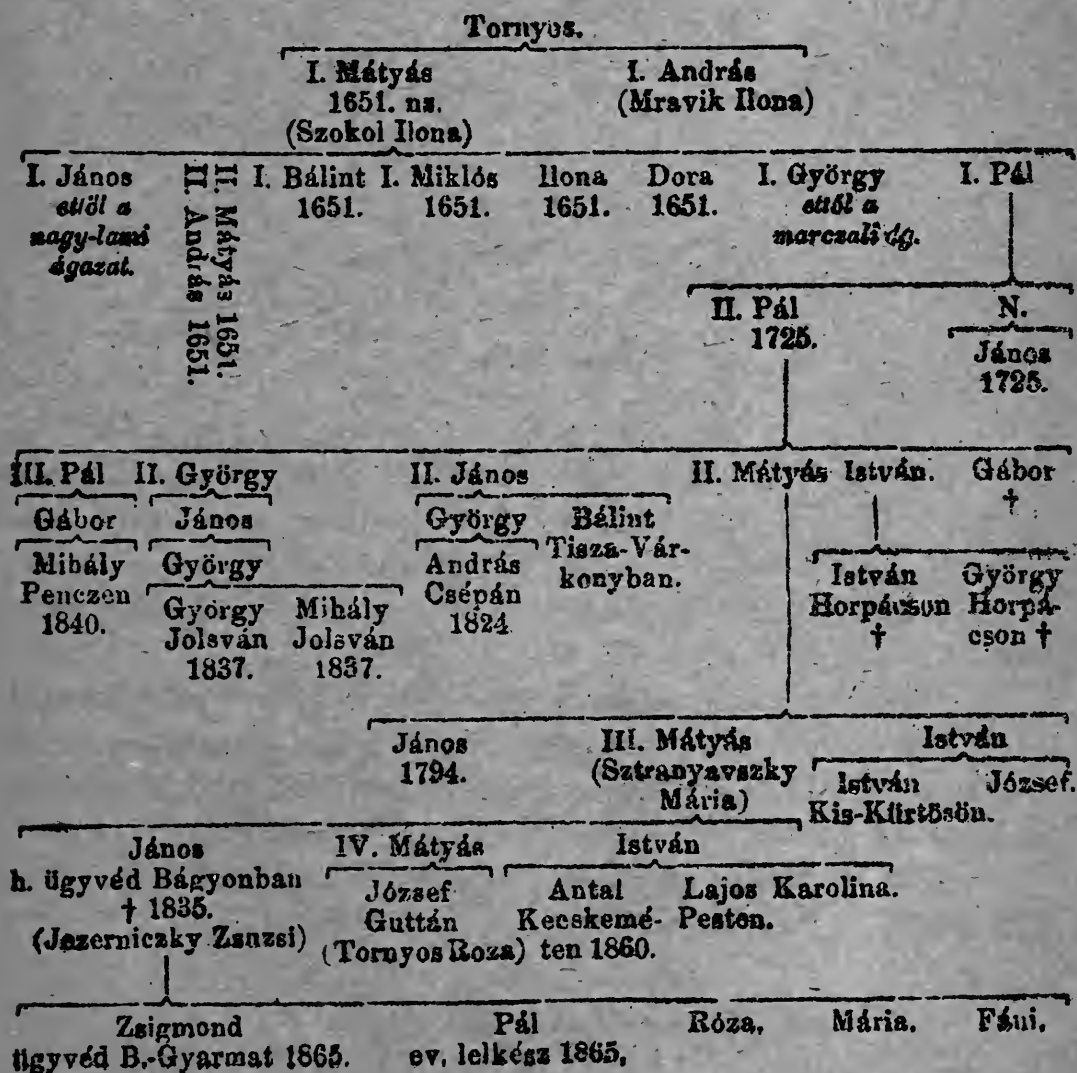 Tornyos.
I. Mátyás I. András
1651. ns. (Mravik Ilona)
(Szokol Ilona)
I. János II. András 1651. II. Mátyás 1651. I. Bálint I. Miklós Ilona Dora I. György I. Pál
ettől a 1651. 1651. 1651. 1651. ettől a
nagy-lami marczali ág.
ágazat.
II. Pál N.
1725. János
1725.
III. Pál II. György II. János II. Mátyás István. Gábor
†
Gábor János György Bálint
Mihály György András Tisza-Vár-
Penczen Csépán konyban.
1840. 1824
György Mihály
Jolsván Jolsván
1837. 1837.
István György
Horpácson Horpá-
† cson †
János III. Mátyás István
1794. (Sztranyavszky István József.
Mária) Kis-Kürtösön.
János IV. Mátyás István
h. ügyvéd Bágyonban József Antal Lajos Karolina.
† 1835. Guttán Kecskemé- Pesten.
(Jezerniczky Zsuzsi) (Tornyos Roza) ten 1860.
Zsigmond Pál Róza, Mária, Fáni,
ügyvéd B.-Gyarmat 1865. ev. lelkész 1865,